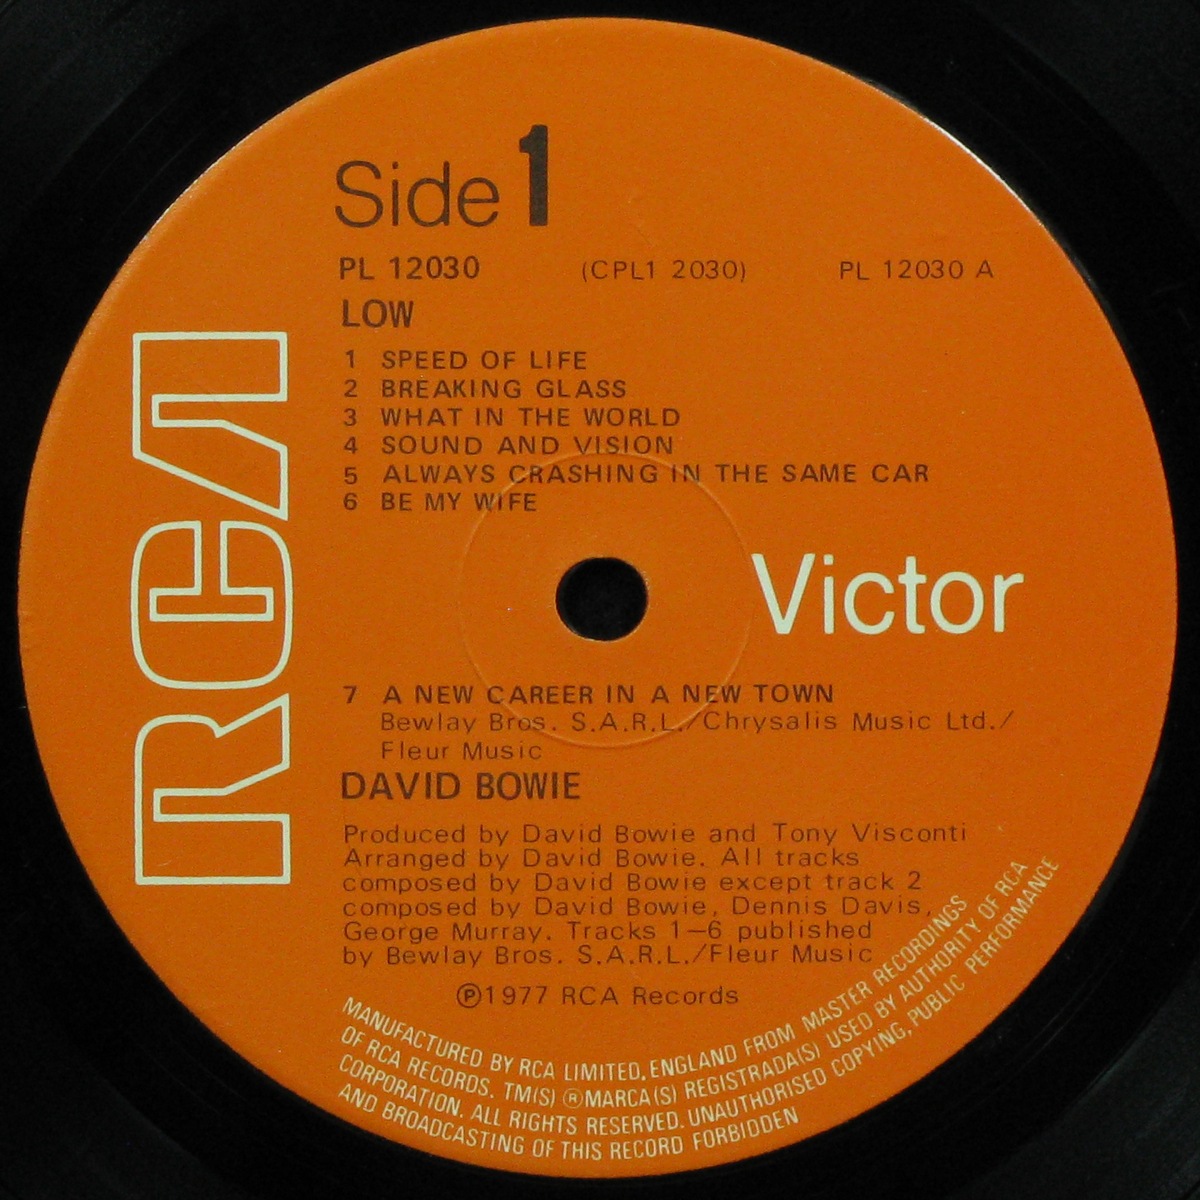 Side 1
PL 12030 (CPL1 2030) PL 12030 A
LOW
1 SPEED OF LIFE
2 BREAKING GLASS
3 WHAT IN THE WORLD
4 SOUND AND VISION
5 ALWAYS CRASHING IN THE SAME CAR
6 BE MY WIFE
RCA
Victor
7 A NEW CAREER IN A NEW TOWN
Bewlay Bros. S.A.R.L./Chrysalis Music Ltd./
Fleur Music
DAVID BOWIE
Produced by David Bowie and Tony Visconti
Arranged by David Bowie. All tracks
composed by David Bowie except track 2
composed by David Bowie, Dennis Davis,
George Murray. Tracks 1–6 published
by Bewlay Bros. S.A.R.L./Fleur Music
℗1977 RCA Records
MANUFACTURED BY RCA LIMITED, ENGLAND FROM MASTER RECORDINGS
OF RCA RECORDS. TM(S) ® MARCA(S) REGISTRADA(S) USED BY AUTHORITY OF RCA
CORPORATION. ALL RIGHTS RESERVED. UNAUTHORISED COPYING, PUBLIC PERFORMANCE
AND BROADCASTING OF THIS RECORD FORBIDDEN